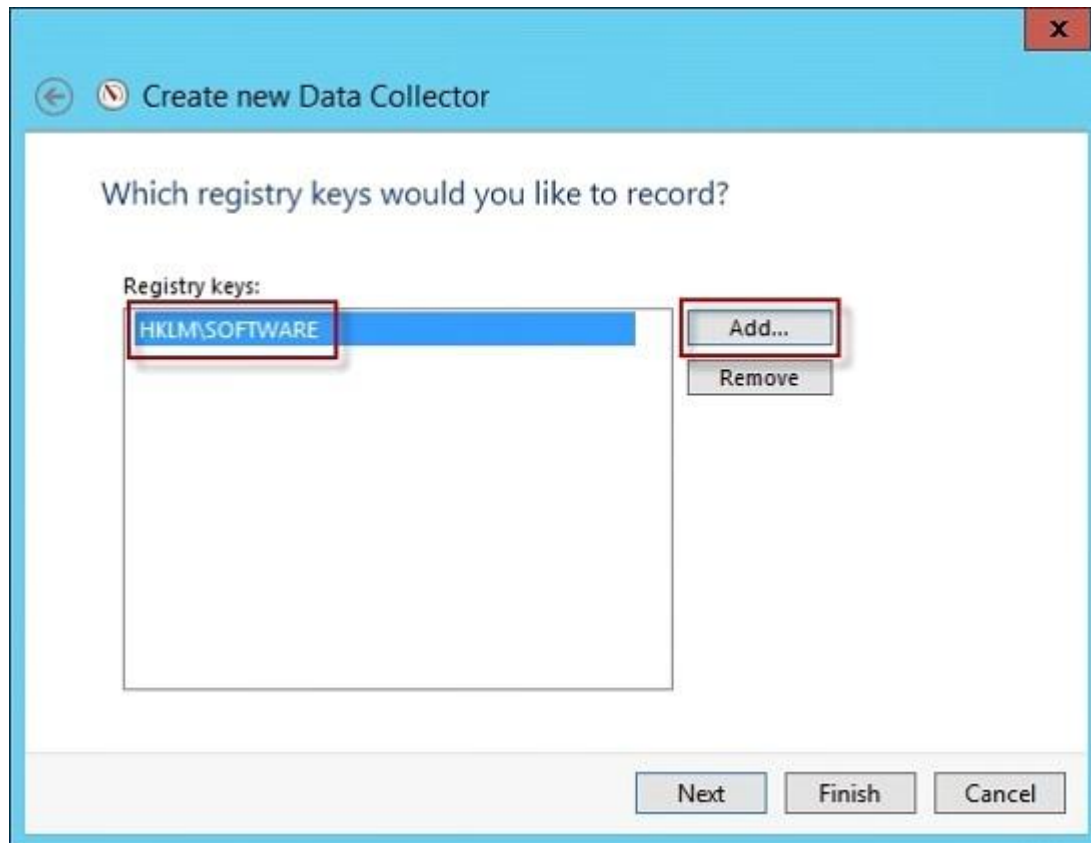 x
Create new Data Collector
Which registry keys would you like to record?
Registry keys:
HKLM\SOFTWARE
Add...
Remove
Next Finish Cancel